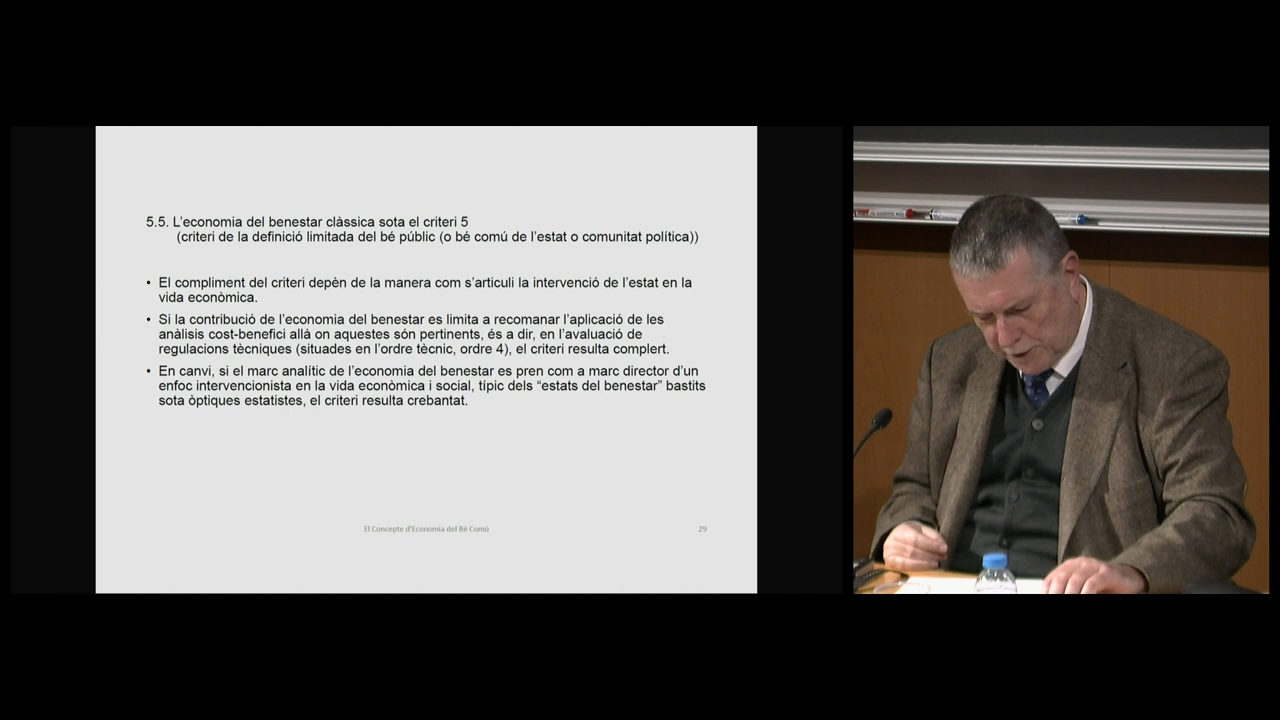 5.5. L'economia del benestar clàssica sota el criteri 5
(criteri de la definició limitada del bé públic (o bé comú de l'estat o comunitat política))
• El compliment del criteri depèn de la manera com s'articuli la intervenció de l'estat en la
vida econòmica.
• Si la contribució de l'economia del benestar es limita a recomanar l'aplicació de les
anàlisis cost-benefici allà on aquestes són pertinents, és a dir, en l'avaluació de
regulacions tècniques (situades en l'ordre tècnic, ordre 4), el criteri resulta complert.
• En canvi, si el marc analític de l'economia del benestar es pren com a marc director d'un
enfoc intervencionista en la vida econòmica i social, típic dels “estats del benestar” bastits
sota òptiques estatistes, el criteri resulta crebantat.
El Concepte d'Economia del Bé Comú
29